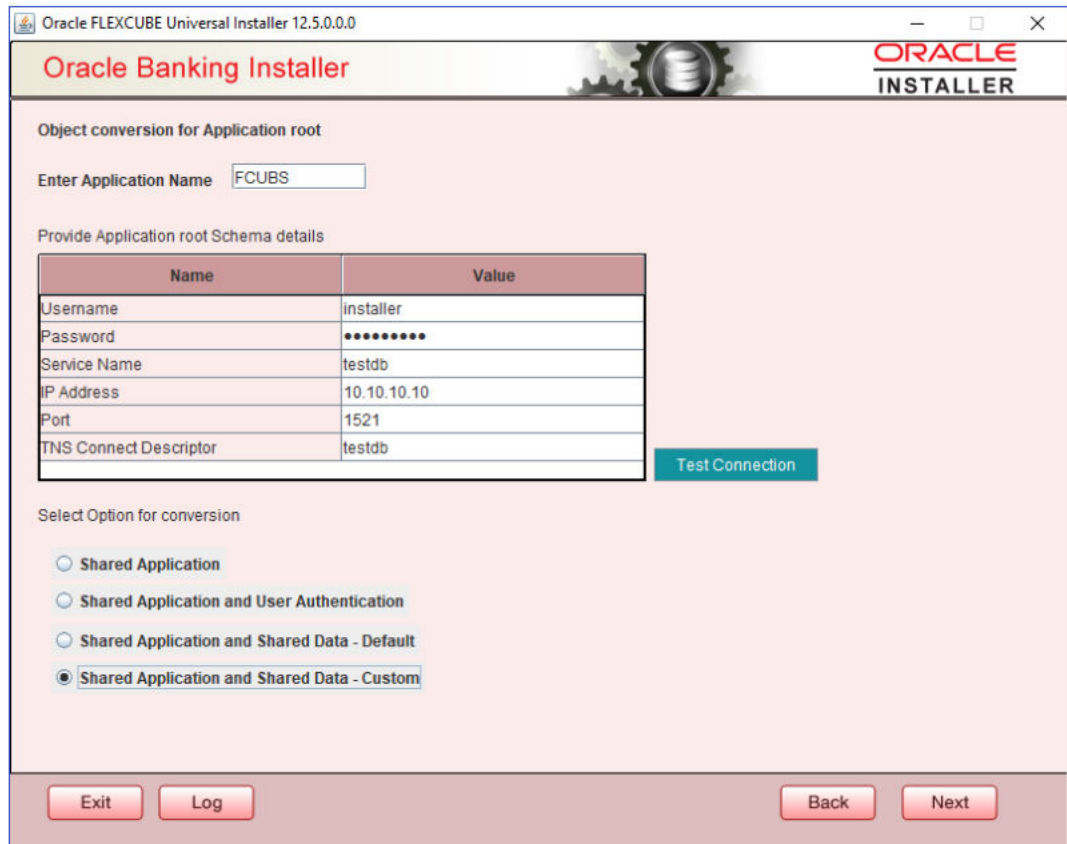 Oracle FLEXCUBE Universal Installer 12.5.0.0.0
Oracle Banking Installer
ORACLE
INSTALLER
Object conversion for Application root
Enter Application Name FCUBS
Provide Application root Schema details
Name Value
Username installer
Password •••••••••
Service Name testdb
IP Address 10.10.10.10
Port 1521
TNS Connect Descriptor testdb
Test Connection
Select Option for conversion
Shared Application
Shared Application and User Authentication
Shared Application and Shared Data - Default
Shared Application and Shared Data - Custom
Exit Log Back Next